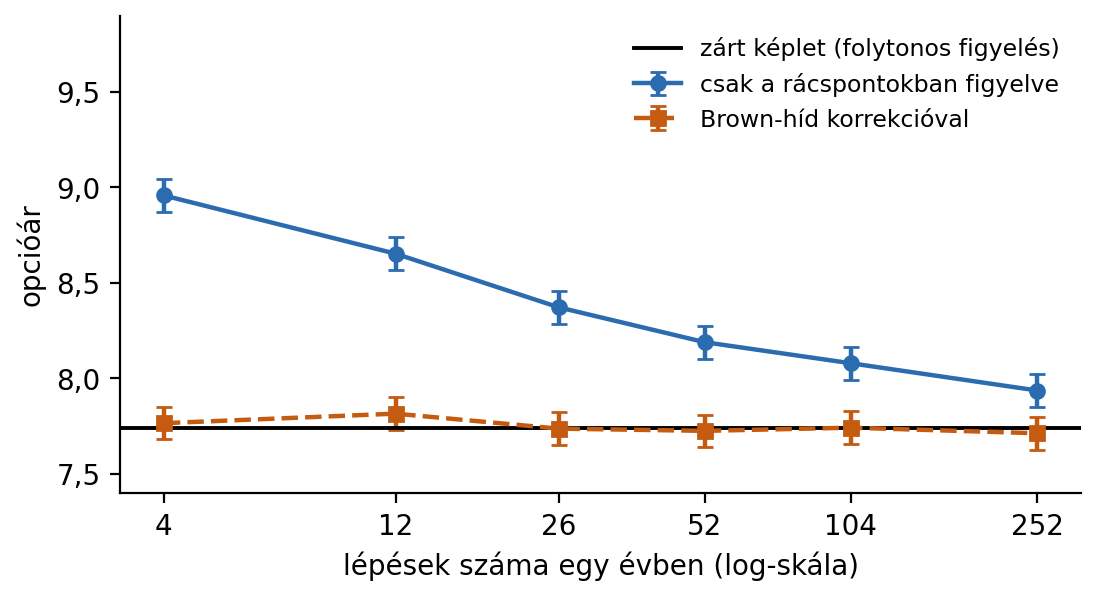 zárt képlet (folytonos figyelés)
csak a rácspontokban figyelve
Brown-híd korrekcióval
opcióár
9,5
9,0
8,5
8,0
7,5
4 12 26 52 104 252
lépések száma egy évben (log-skála)